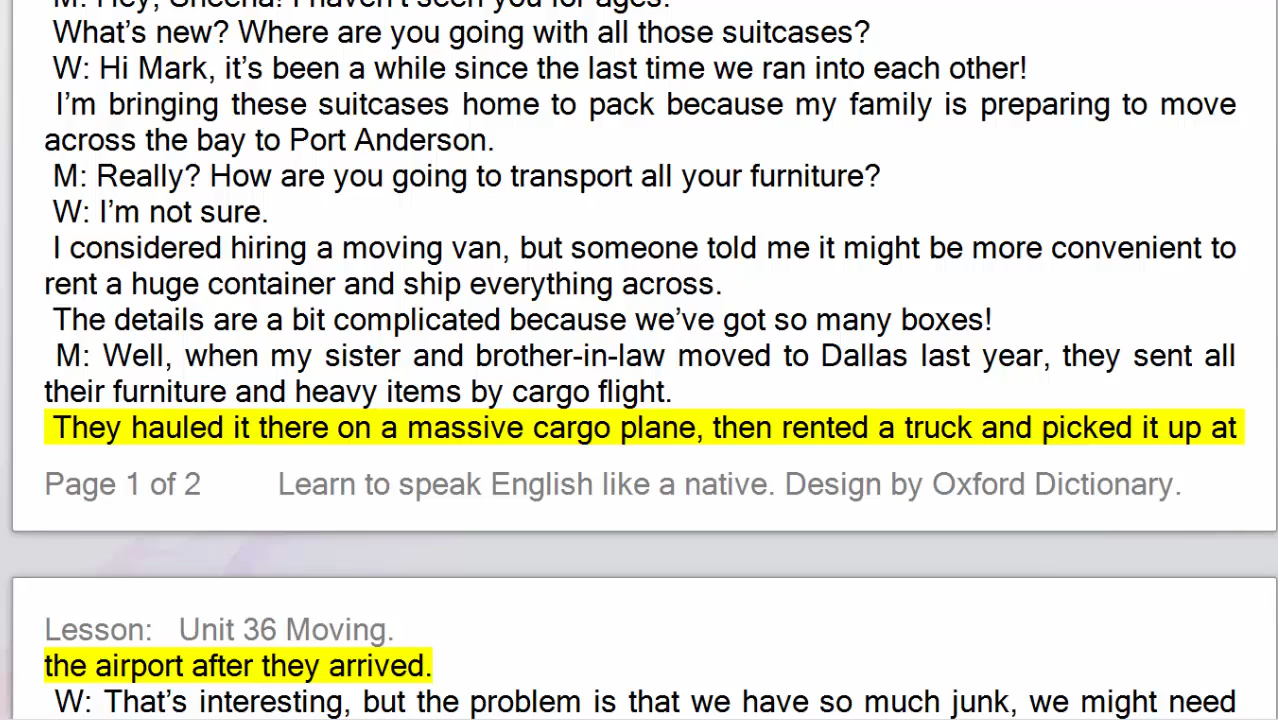 M: Hey, Sheena! I haven't seen you for ages.
What's new? Where are you going with all those suitcases?
W: Hi Mark, it's been a while since the last time we ran into each other!
I'm bringing these suitcases home to pack because my family is preparing to move
across the bay to Port Anderson.
M: Really? How are you going to transport all your furniture?
W: I'm not sure.
I considered hiring a moving van, but someone told me it might be more convenient to
rent a huge container and ship everything across.
The details are a bit complicated because we've got so many boxes!
M: Well, when my sister and brother-in-law moved to Dallas last year, they sent all
their furniture and heavy items by cargo flight.
They hauled it there on a massive cargo plane, then rented a truck and picked it up at
Page 1 of 2 Learn to speak English like a native. Design by Oxford Dictionary.
Lesson: Unit 36 Moving.
the airport after they arrived.
W: That's interesting, but the problem is that we have so much junk, we might need